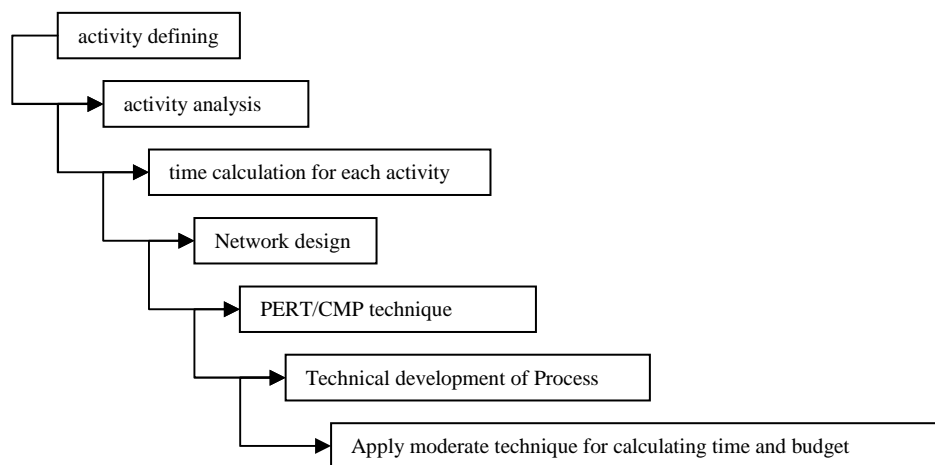 activity defining
activity analysis
time calculation for each activity
Network design
PERT/CMP technique
Technical development of Process
Apply moderate technique for calculating time and budget